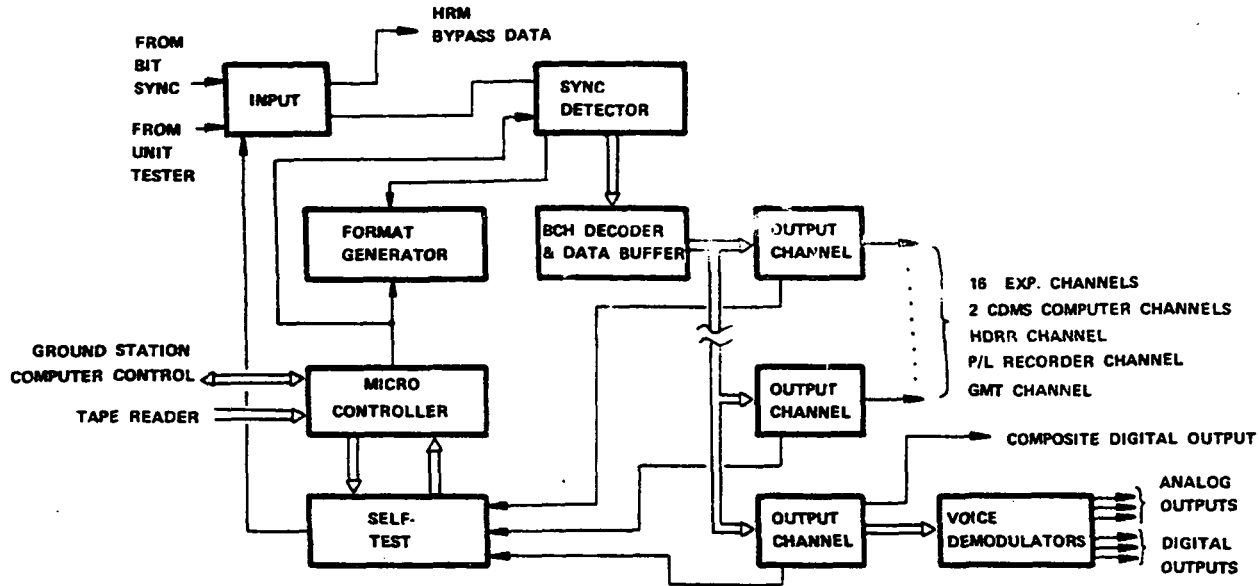 HRM
BYPASS DATA
FROM
BIT
SYNC
INPUT
FROM
UNIT
TESTER
SYNC
DETECTOR
FORMAT
GENERATOR
BCH DECODER
& DATA BUFFER
OUTPUT
CHANNEL
16 EXP. CHANNELS
2 CDMS COMPUTER CHANNELS
HDRR CHANNEL
P/L RECORDER CHANNEL
GMT CHANNEL
GROUND STATION
COMPUTER CONTROL
TAPE READER
MICRO
CONTROLLER
OUTPUT
CHANNEL
COMPOSITE DIGITAL OUTPUT
SELF-
TEST
OUTPUT
CHANNEL
VOICE
DEMODULATORS
ANALOG
OUTPUTS
DIGITAL
OUTPUTS